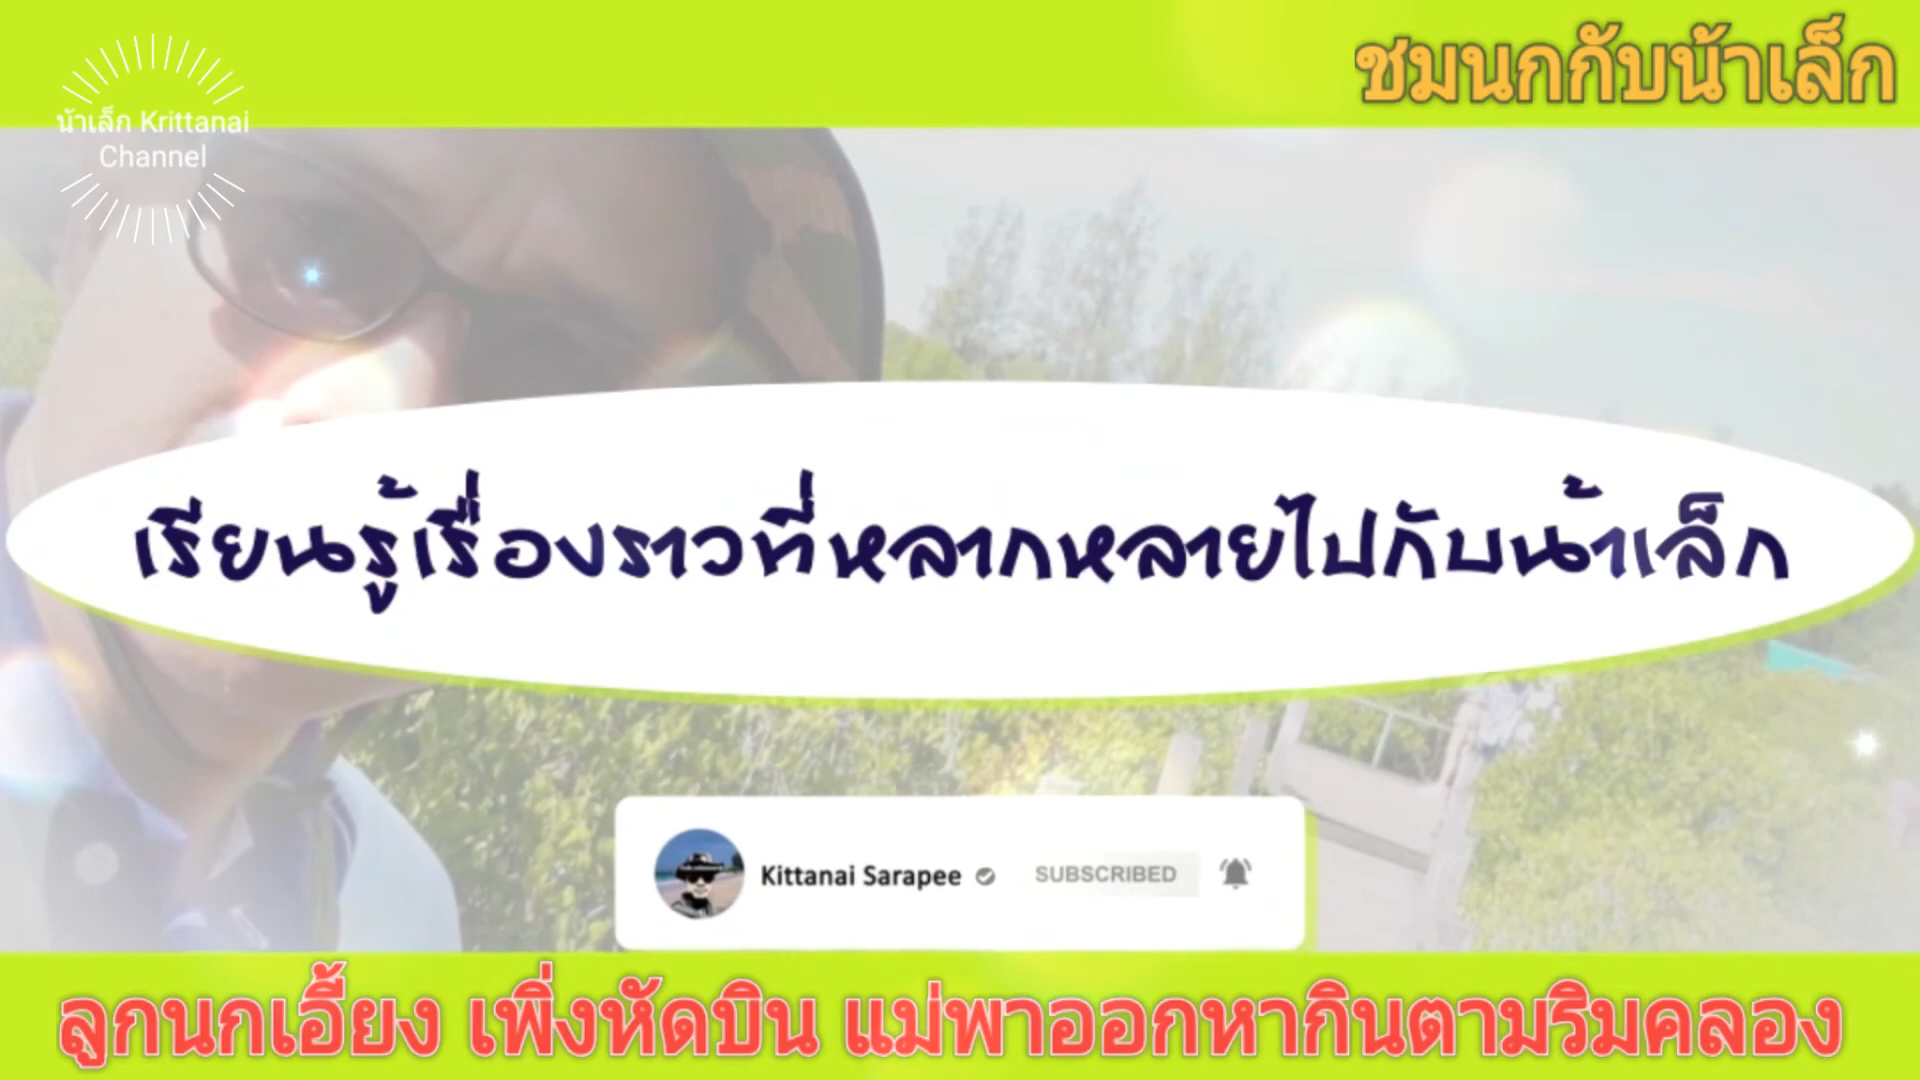 ชมนกกับน้าเล็ก
น้าเล็ก Krittanai
Channel
เรียนรู้เรื่องราวที่หลากหลายไปกับน้าเล็ก
Kittanai Sarapee
SUBSCRIBED
ลูกนกเอี้ยง เพิ่งหัดบิน แม่พาออกหากินตามริมคลอง